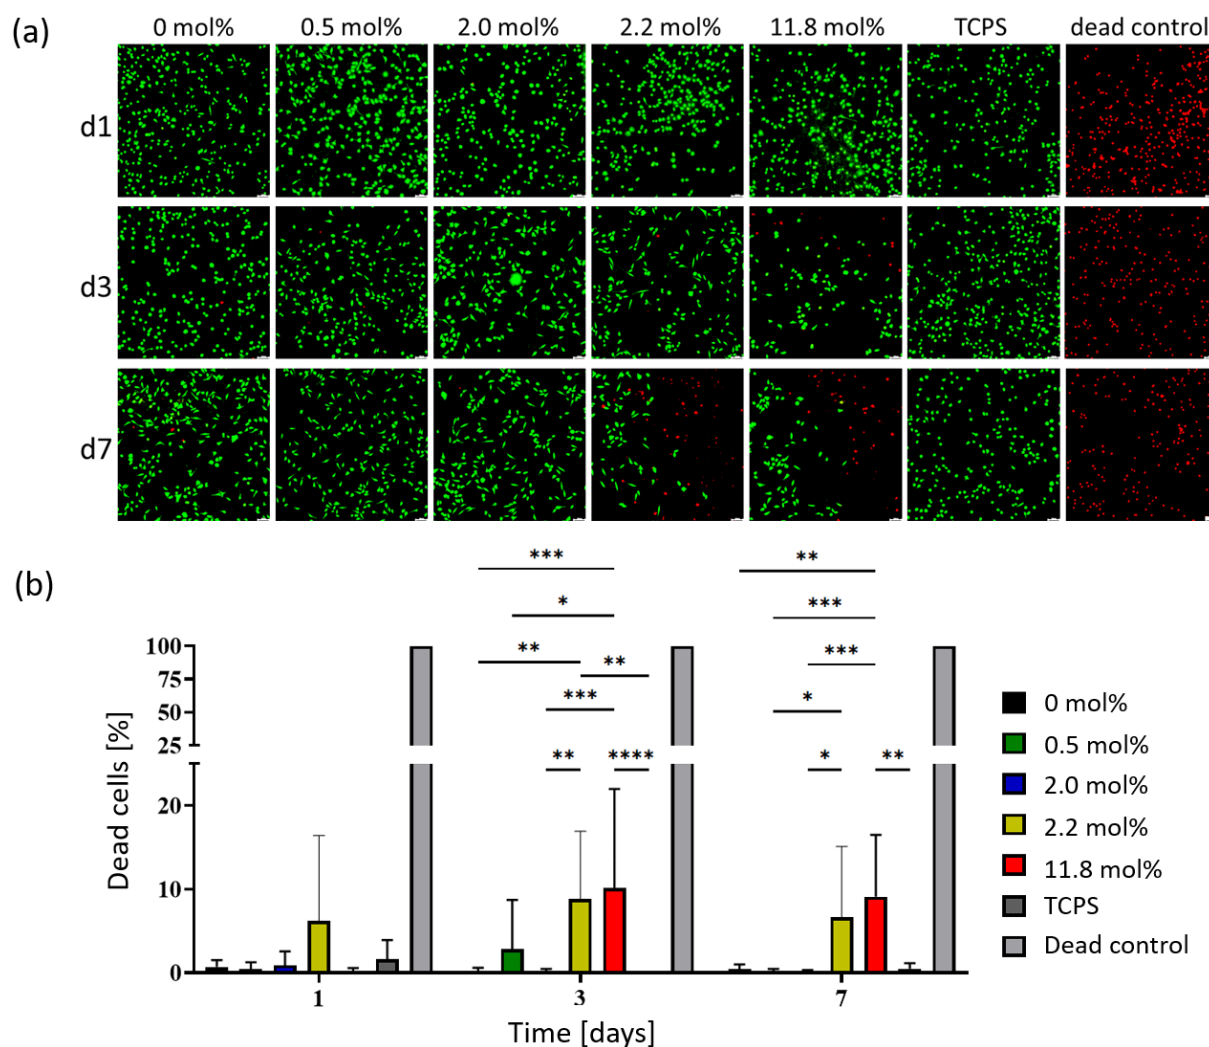 (a)
0 mol% 0.5 mol% 2.0 mol% 2.2 mol% 11.8 mol% TCPS dead control
d1
d3
d7
(b)
*** **
* ***
** ** ***
*** *
** **** * **
Dead cells [%]
100
75
50
25
20
10
0
1 3 7
Time [days]
0 mol%
0.5 mol%
2.0 mol%
2.2 mol%
11.8 mol%
TCPS
Dead control